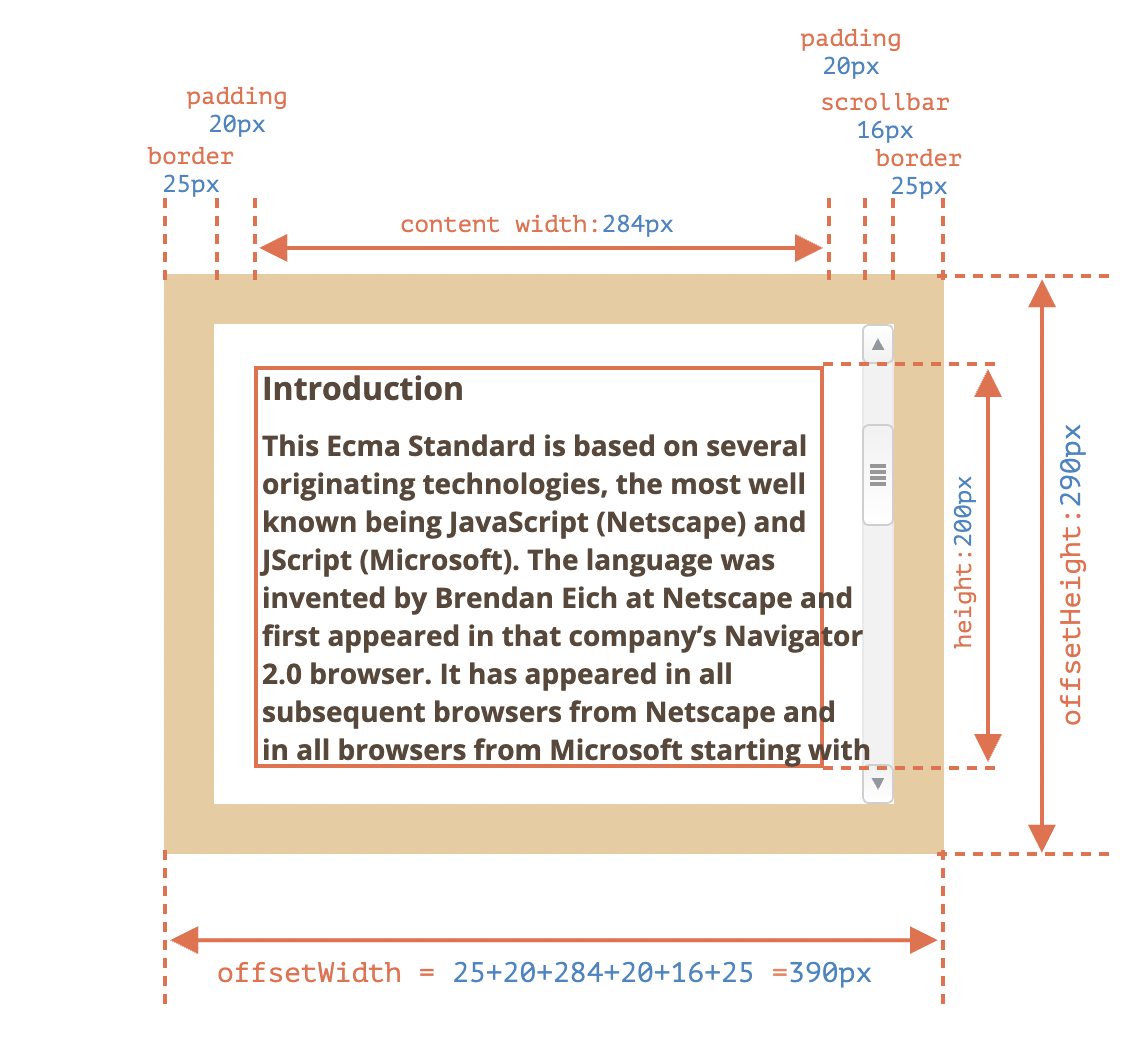 padding
20px
scrollbar
16px
border
25px
padding
20px
border
25px
content width:284px
Introduction
This Ecma Standard is based on several
originating technologies, the most well
known being JavaScript (Netscape) and
JScript (Microsoft). The language was
invented by Brendan Eich at Netscape and
first appeared in that company’s Navigator
2.0 browser. It has appeared in all
subsequent browsers from Netscape and
in all browsers from Microsoft starting with
height:200px
offsetHeight:290px
offsetWidth = 25+20+284+20+16+25 =390px